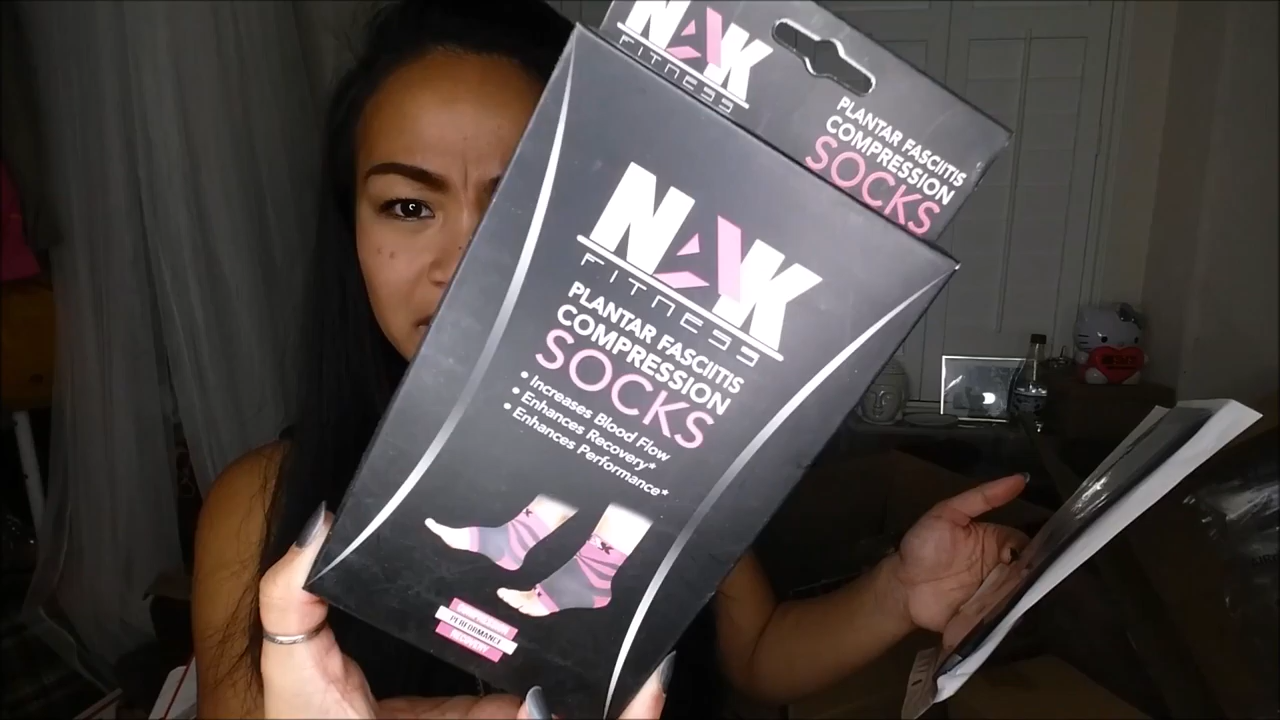 NAK
FITNESS
PLANTAR FASCIITIS
COMPRESSION
SOCKS
NAK
FITNESS
PLANTAR FASCIITIS
COMPRESSION
SOCKS
• Increases Blood Flow
• Enhances Recovery*
• Enhances Performance*
PERFORMANCE
RECOVERY